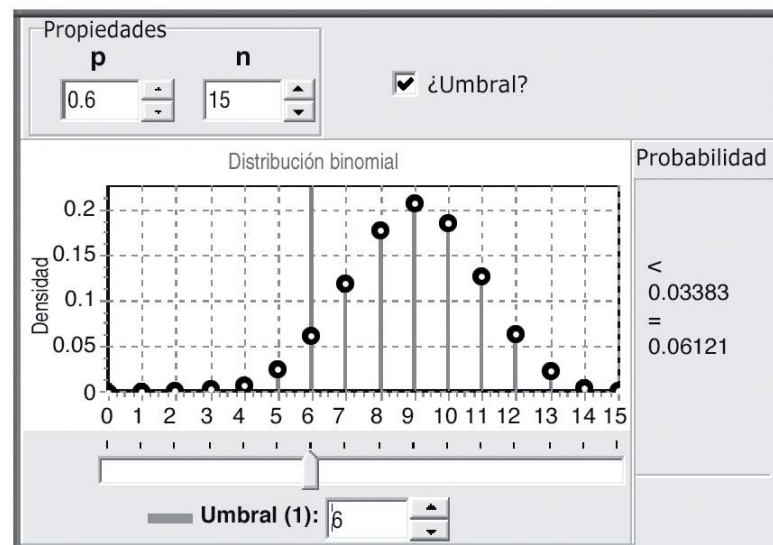 Propiedades
p n
0.6 15
¿Umbral?
Distribución binomial
Probabilidad
Densidad
0.2
0.15
0.1
0.05
0
0 1 2 3 4 5 6 7 8 9 10 11 12 13 14 15
<
0.03383
=
0.06121
Umbral (1): 6